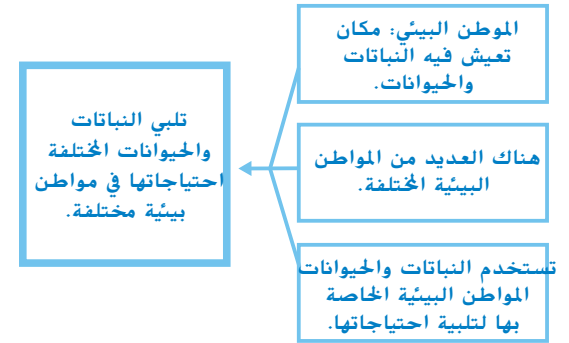 الموطن البيئي: مكان
تعيش فيه النباتات
والحيوانات.
هناك العديد من المواطن
البيئية المختلفة.
تستخدم النباتات والحيوانات
المواطن البيئية الخاصة
بها لتلبية احتياجاتها.
تلبي النباتات
والحيوانات المختلفة
احتياجاتها في مواطن
بيئية مختلفة.